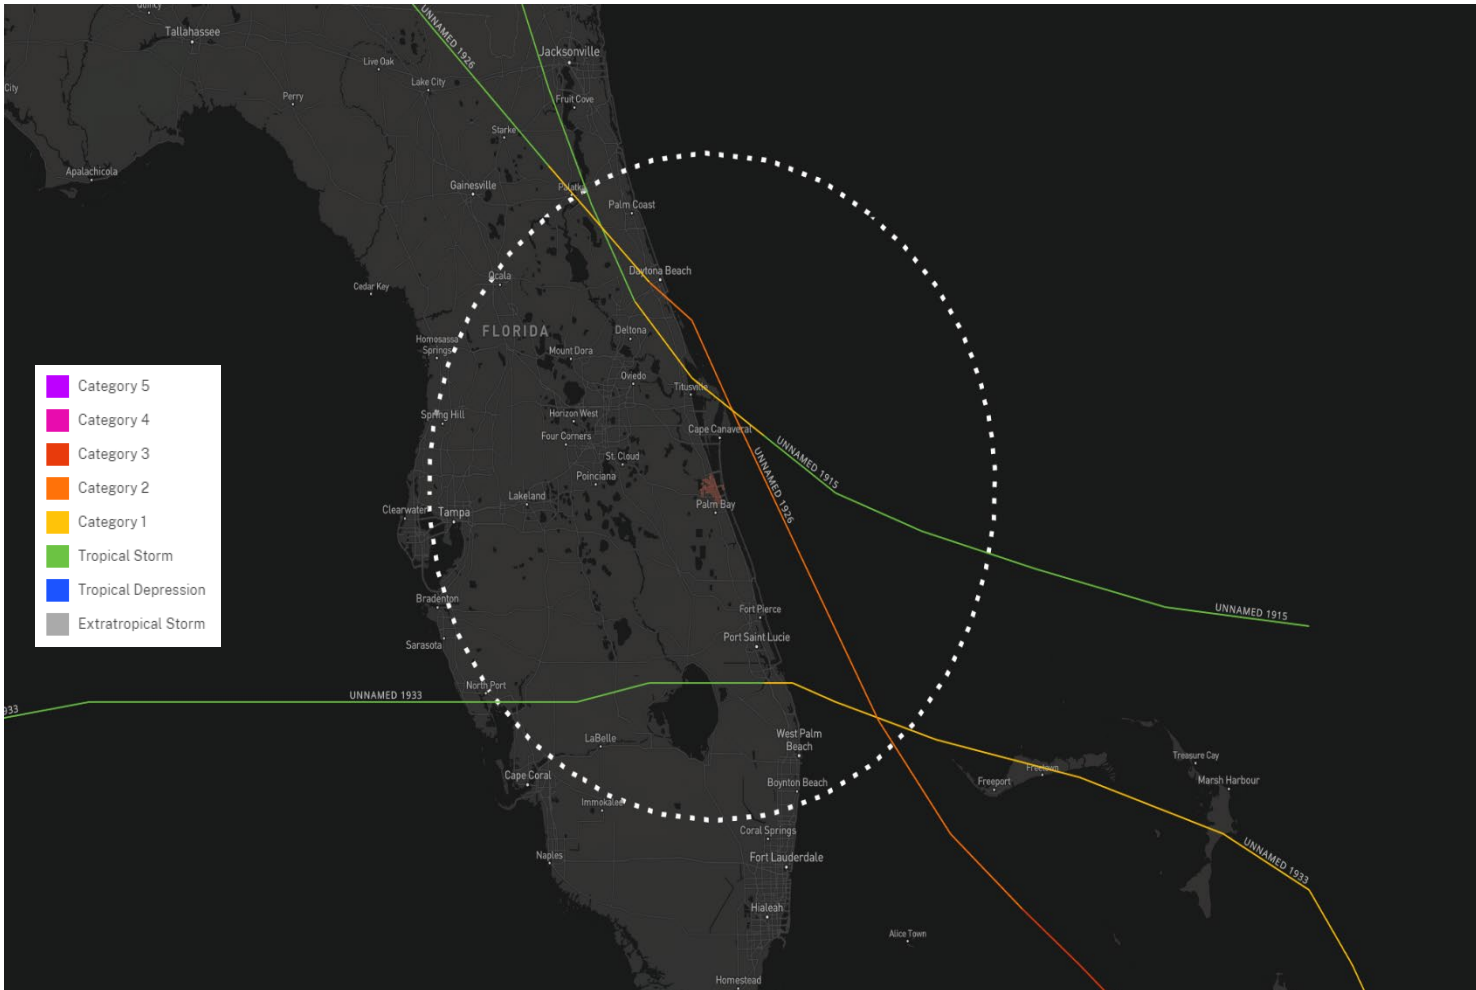 Quincy
UNNAMED 1926
Tallahassee
Jacksonville
Live Oak
Lake City
City
Perry
Fruit Cove
Starke
Apalachicola
Gainesville
Palatka
Palm Coast
Daytona Beach
Ocala
Cedar Key
FLORIDA
Deltona
Homosassa
Springs
Mount Dora
Oviedo
Titusville
Category 5
Category 4
Category 3
Category 2
Category 1
Tropical Storm
Tropical Depression
Extratropical Storm
Spring Hill
Horizon West
Four Corners
Cape Canaveral
St. Cloud
Poinciana
UNNAMED 1915
UNNAMED 1926
Lakeland
Palm Bay
Clearwater
Tampa
Bradenton
Fort Pierce
UNNAMED 1915
Sarasota
Port Saint Lucie
North Port
UNNAMED 1933
933
LaBelle
West Palm
Beach
Treasure Cay
Cape Coral
Boynton Beach
Freeport
Freetown
Marsh Harbour
Immokalee
Coral Springs
Naples
Fort Lauderdale
UNNAMED 1933
Hialeah
Alice Town
Homestead